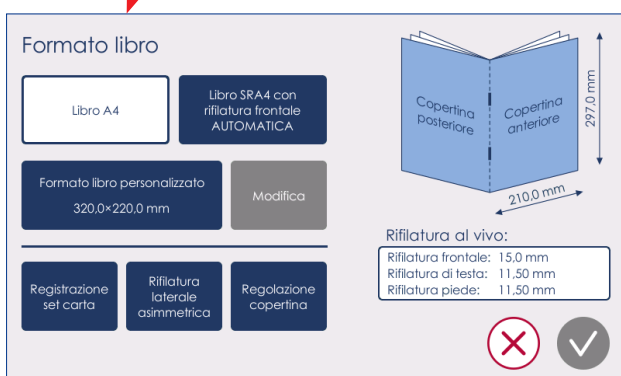 Formato libro
Libro A4
Libro SRA4 con
rifilatura frontale
AUTOMATICA
Formato libro personalizzato
320,0×220,0 mm
Modifica
Registrazione
set carta
Rifilatura
laterale
asimmetrica
Regolazione
copertina
Copertina
posteriore
Copertina
anteriore
297,0 mm
210,0 mm
Rifilatura al vivo:
Rifilatura frontale: 15,0 mm
Rifilatura di testa: 11,50 mm
Rifilatura piede: 11,50 mm